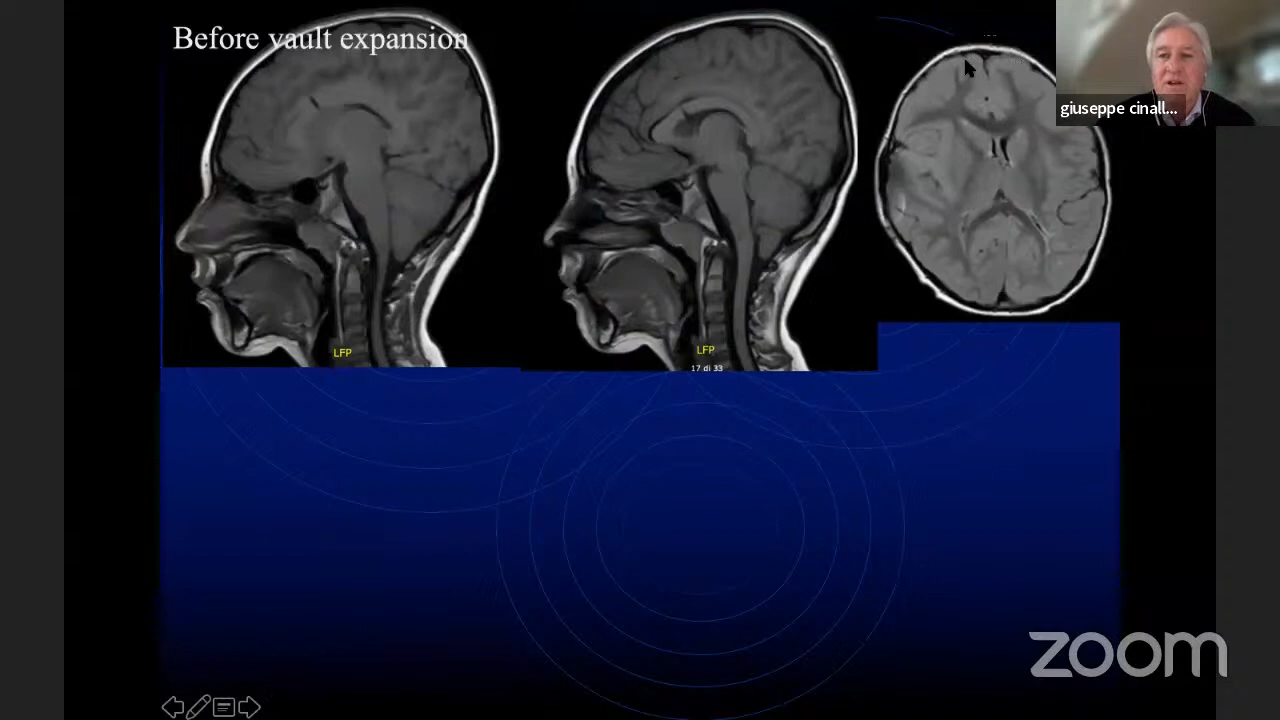 Before vault expansion
giuseppe cinall...
LFP
LFP
17 di 33
zoom